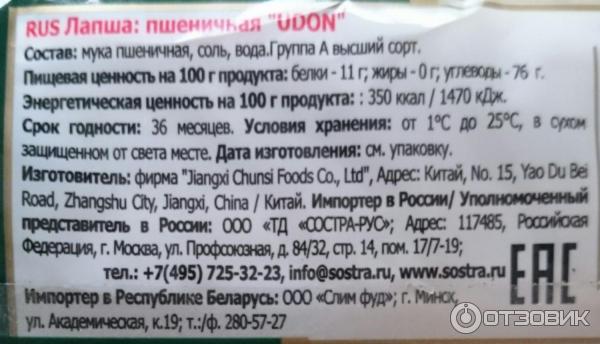 RUS Лапша: пшеничная "UDON"
Состав: мука пшеничная, соль, вода.Группа А высший сорт.
Пищевая ценность на 100 г продукта: белки - 11 г; жиры - 0 г; углеводы - 76 г.
Энергетическая ценность на 100 г продукта: : 350 ккал / 1470 кДж.
Срок годности: 36 месяцев. Условия хранения: от 1°С до 25°С, в сухом
защищенном от света месте. Дата изготовления: см. упаковку.
Изготовитель: фирма "Jiangxi Chunsi Foods Co., Ltd", Адрес: Китай, No. 15, Yao Du Bei
Road, Zhangshu City, Jiangxi, China / Китай. Импортер в России/ Уполномоченный
представитель в России: ООО «ТД «СОСТРА-РУС»; Адрес: 117485, Российская
Федерация, г. Москва, ул. Профсоюзная, д. 84/32, стр. 14, пом. 17/7-19;
тел.: +7(495) 725-32-23, info@sostra.ru, www.sostra.ru
EAC
Импортер в Республике Беларусь: ООО «Слим фуд»; г. Минск,
ул. Академическая, к.19; т.:/ф. 280-57-27
ОТЗОВИК